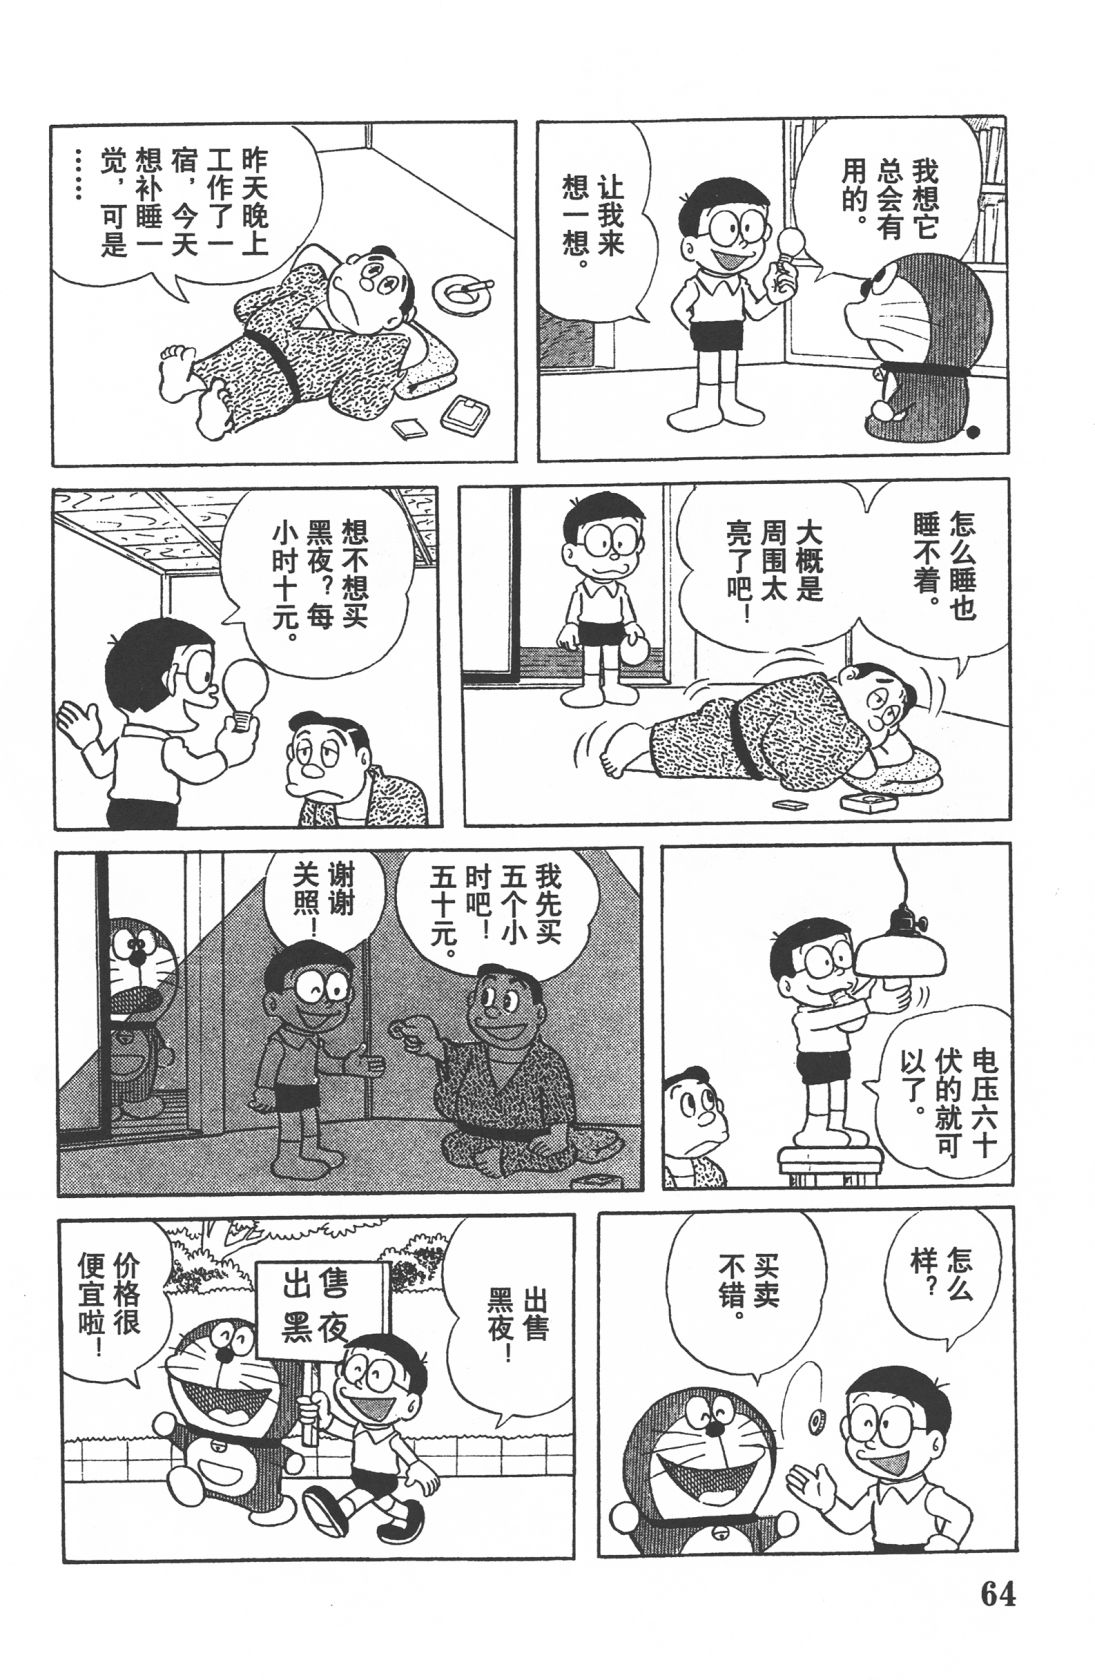 我想它
总会有
用的。
让我来
想一想。
昨天晚上
工作了一
宿，今天
想补睡一
觉，可是
……
怎么睡也
睡不着。
大概是
周围太
亮了吧！
想不想买
黑夜？每
小时十元。
电压六十
伏的就可
以了。
我先买
五个小
时吧！
五十元。
谢谢
关照！
怎么
样？
买卖
不错。
出售
黑夜！
出售
黑夜
价格很
便宜啦！
64